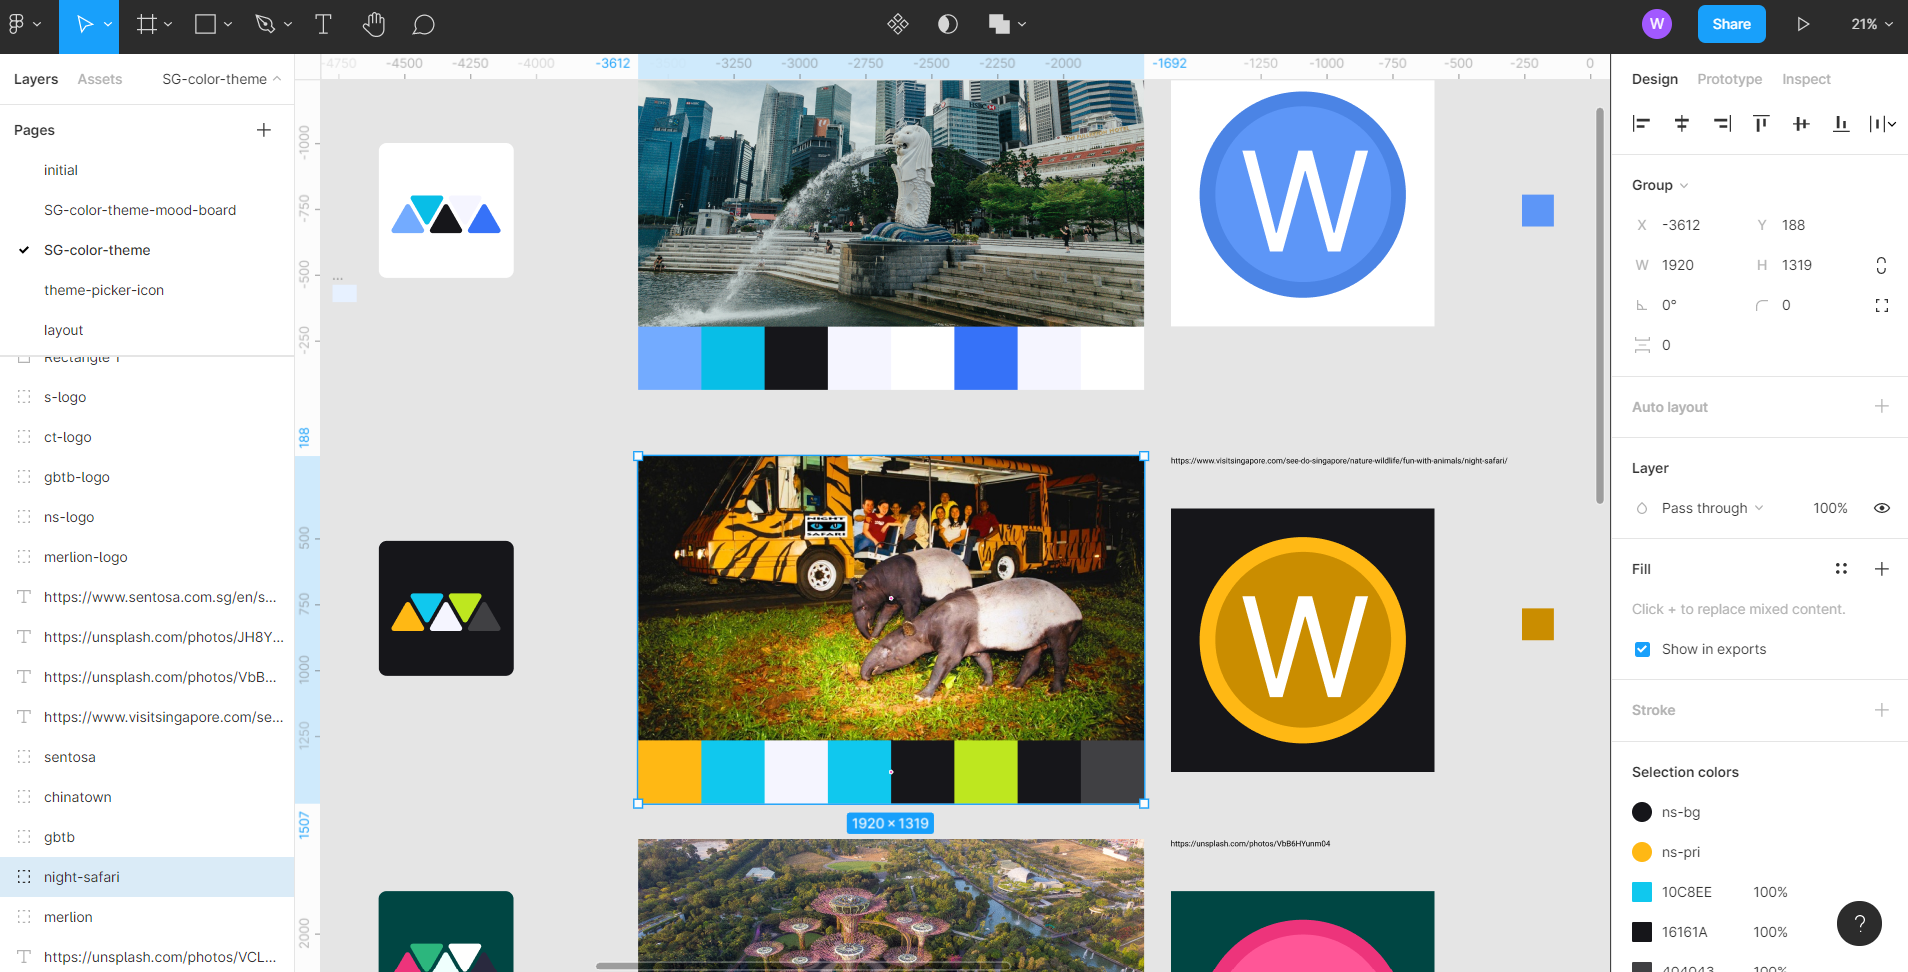 W
Share
21%
Layers
Assets
SG-color-theme
Pages
initial
SG-color-theme-mood-board
SG-color-theme
theme-picker-icon
layout
Rectangle 1
s-logo
ct-logo
gbtb-logo
ns-logo
merlion-logo
https://www.sentosa.com.sg/en/s...
https://unsplash.com/photos/JH8Y...
https://unsplash.com/photos/VbB...
https://www.visitsingapore.com/se...
sentosa
chinatown
gbtb
night-safari
merlion
https://unsplash.com/photos/VCL...
-4750 -4500 -4250 -4000 -3612 -3250 -3000 -2750 -2500 -2250 -2000 -1692 -1250 -1000 -750 -500 -250 0
-1000
-750
-500
-250
188
500
750
1000
1250
1507
2000
...
HSBC
W
NIGHT
SAFARI
1920 × 1319
https://www.visitsingapore.com/see-do-singapore/nature-wildlife/fun-with-animals/night-safari/
W
https://unsplash.com/photos/VbB6HYunm04
Design
Prototype
Inspect
Group
X -3612 Y 188
W 1920 H 1319
0° 0
0
Auto layout
Layer
Pass through 100%
Fill
Click + to replace mixed content.
Show in exports
Stroke
Selection colors
ns-bg
ns-pri
10C8EE 100%
16161A 100%
404043 100%
?